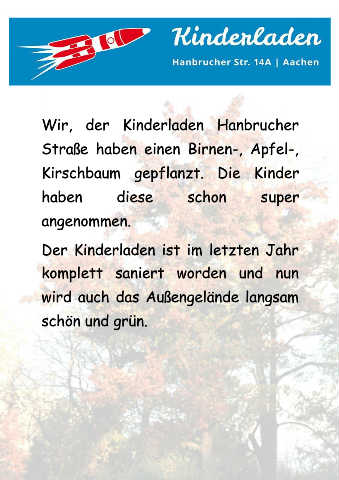 Kinderladen
Hanbrucher Str. 14A | Aachen
Wir, der Kinderladen Hanbrucher
Straße haben einen Birnen-, Apfel-,
Kirschbaum gepflanzt. Die Kinder
haben diese schon super
angenommen.
Der Kinderladen ist im letzten Jahr
komplett saniert worden und nun
wird auch das Außengelände langsam
schön und grün.